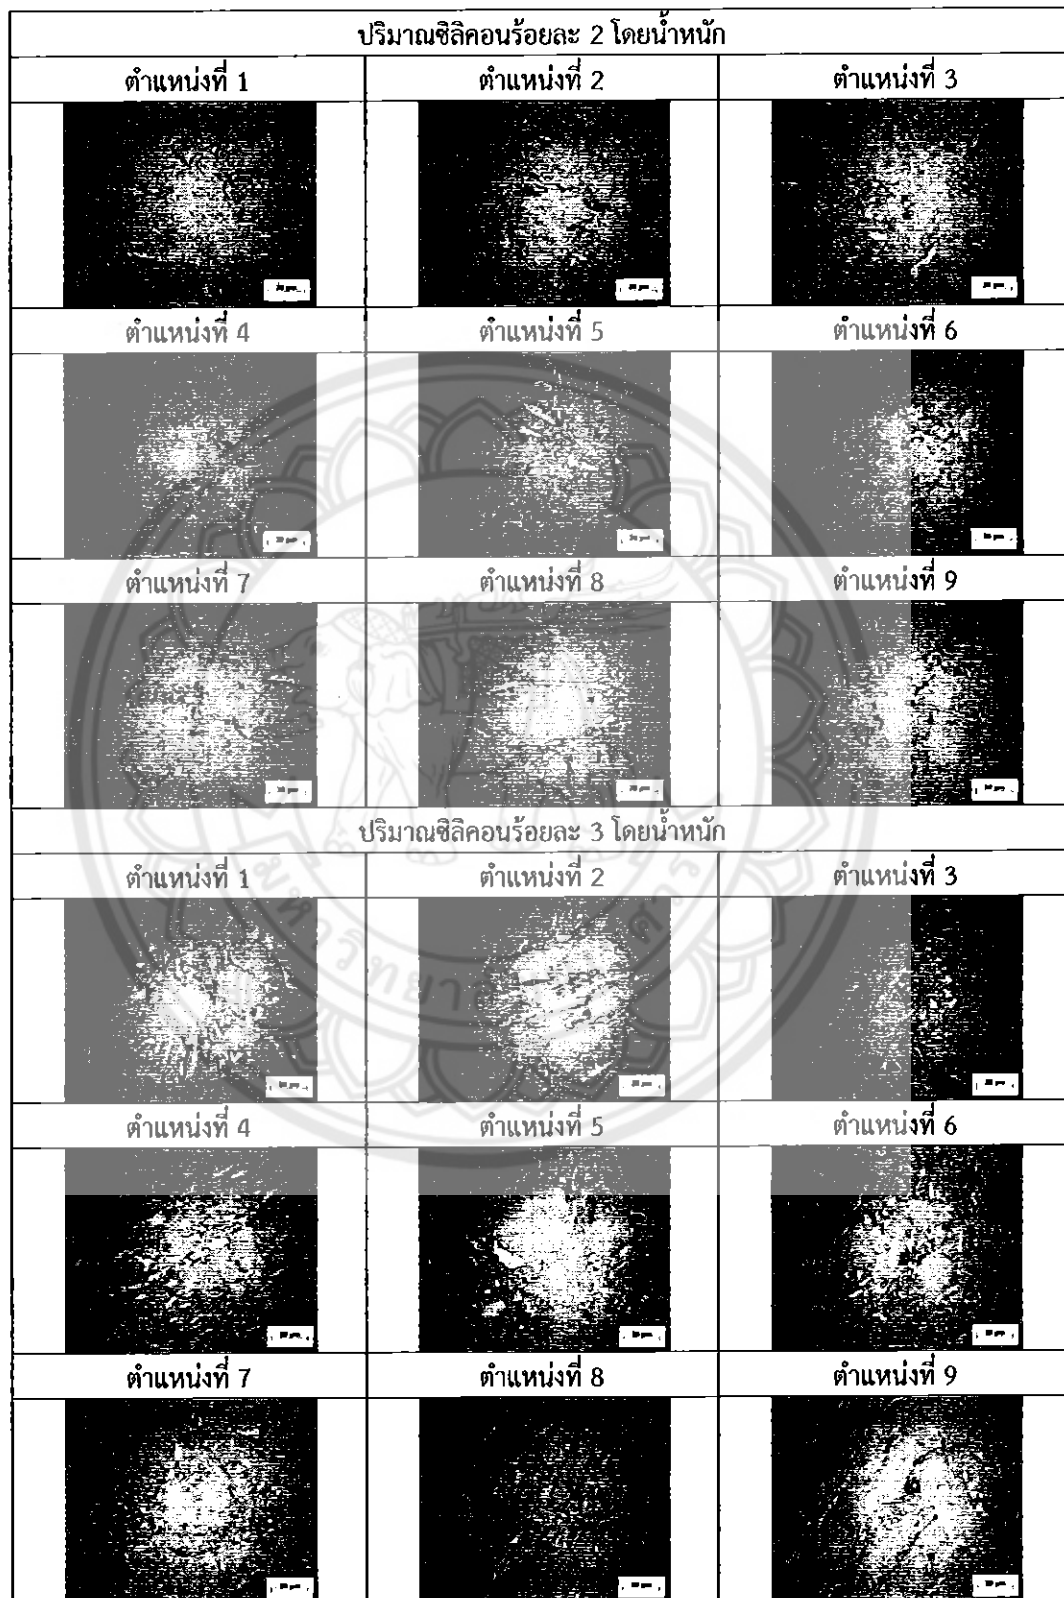 ปริมาณซิลิคอนร้อยละ 2 โดยน้ำหนัก
ตำแหน่งที่ 1 ตำแหน่งที่ 2 ตำแหน่งที่ 3
ตำแหน่งที่ 4 ตำแหน่งที่ 5 ตำแหน่งที่ 6
ตำแหน่งที่ 7 ตำแหน่งที่ 8 ตำแหน่งที่ 9
ปริมาณซิลิคอนร้อยละ 3 โดยน้ำหนัก
ตำแหน่งที่ 1 ตำแหน่งที่ 2 ตำแหน่งที่ 3
ตำแหน่งที่ 4 ตำแหน่งที่ 5 ตำแหน่งที่ 6
ตำแหน่งที่ 7 ตำแหน่งที่ 8 ตำแหน่งที่ 9